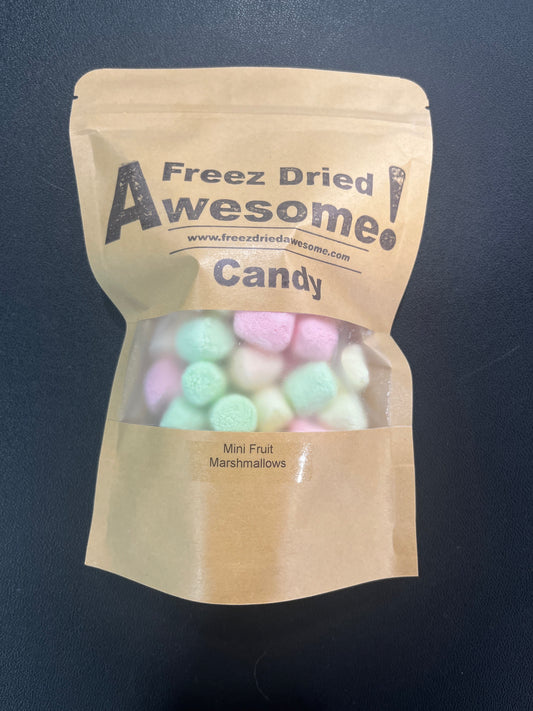 Freez Dried
Awesome!
www.freezdriedawesome.com
Candy
Mini Fruit
Marshmallows